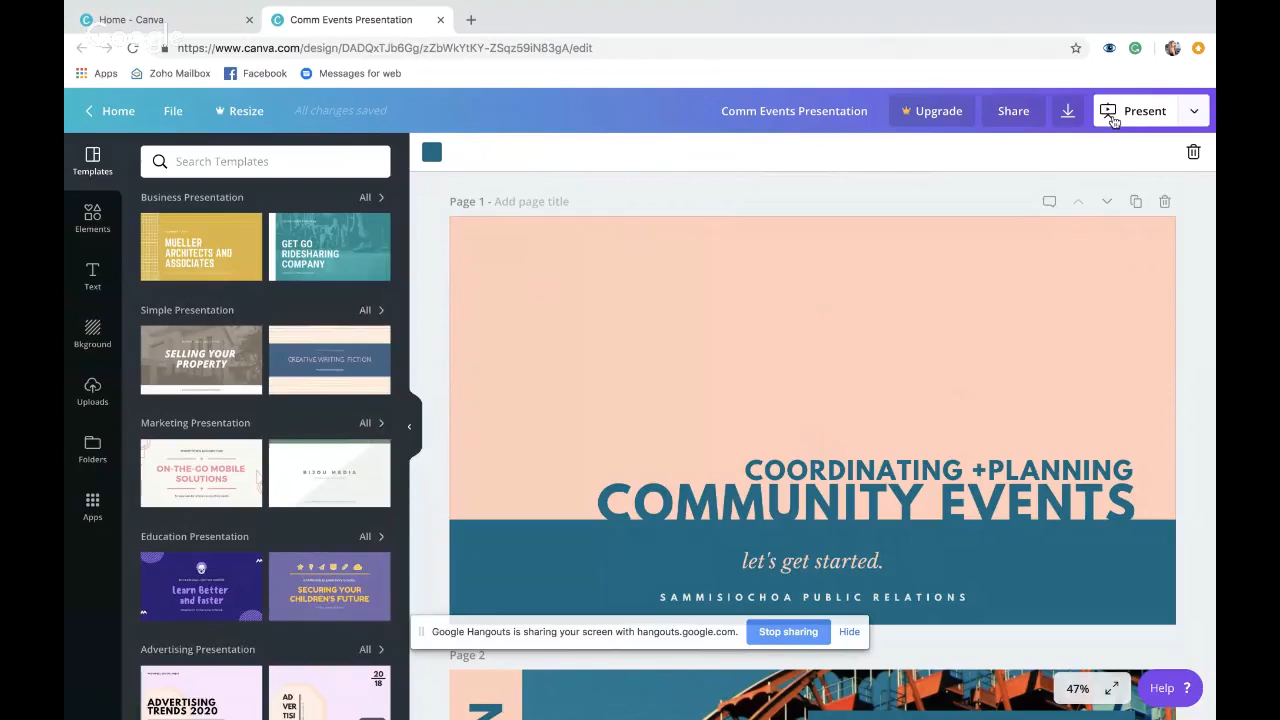 Home - Canva
Comm Events Presentation
Google
https://www.canva.com/design/DADQxTJb6Gg/zZbWkYtKY-ZSqz59iN83gA/edit
Apps
Zoho Mailbox
Facebook
Messages for web
Home
File
Resize
All changes saved
Comm Events Presentation
Upgrade
Share
Present
Templates
Elements
Text
Bkground
Uploads
Folders
Apps
Search Templates
Business Presentation
All
MUELLER
ARCHITECTS AND
ASSOCIATES
GET GO
RIDESHARING
COMPANY
Simple Presentation
All
SELLING YOUR
PROPERTY
CREATIVE WRITING: FICTION
Marketing Presentation
All
ON-THE-GO MOBILE
SOLUTIONS
BIJOU MEDIA
Education Presentation
All
Learn Better
and Faster
SECURING YOUR
CHILDREN'S FUTURE
Advertising Presentation
All
ADVERTISING
TRENDS 2020
20
18
AD
VER
TISI
Page 1 - Add page title
COORDINATING +PLANNING
COMMUNITY EVENTS
let's get started.
SAMMISIOCHOA PUBLIC RELATIONS
Google Hangouts is sharing your screen with hangouts.google.com.
Stop sharing
Hide
Page 2
47%
Help ?